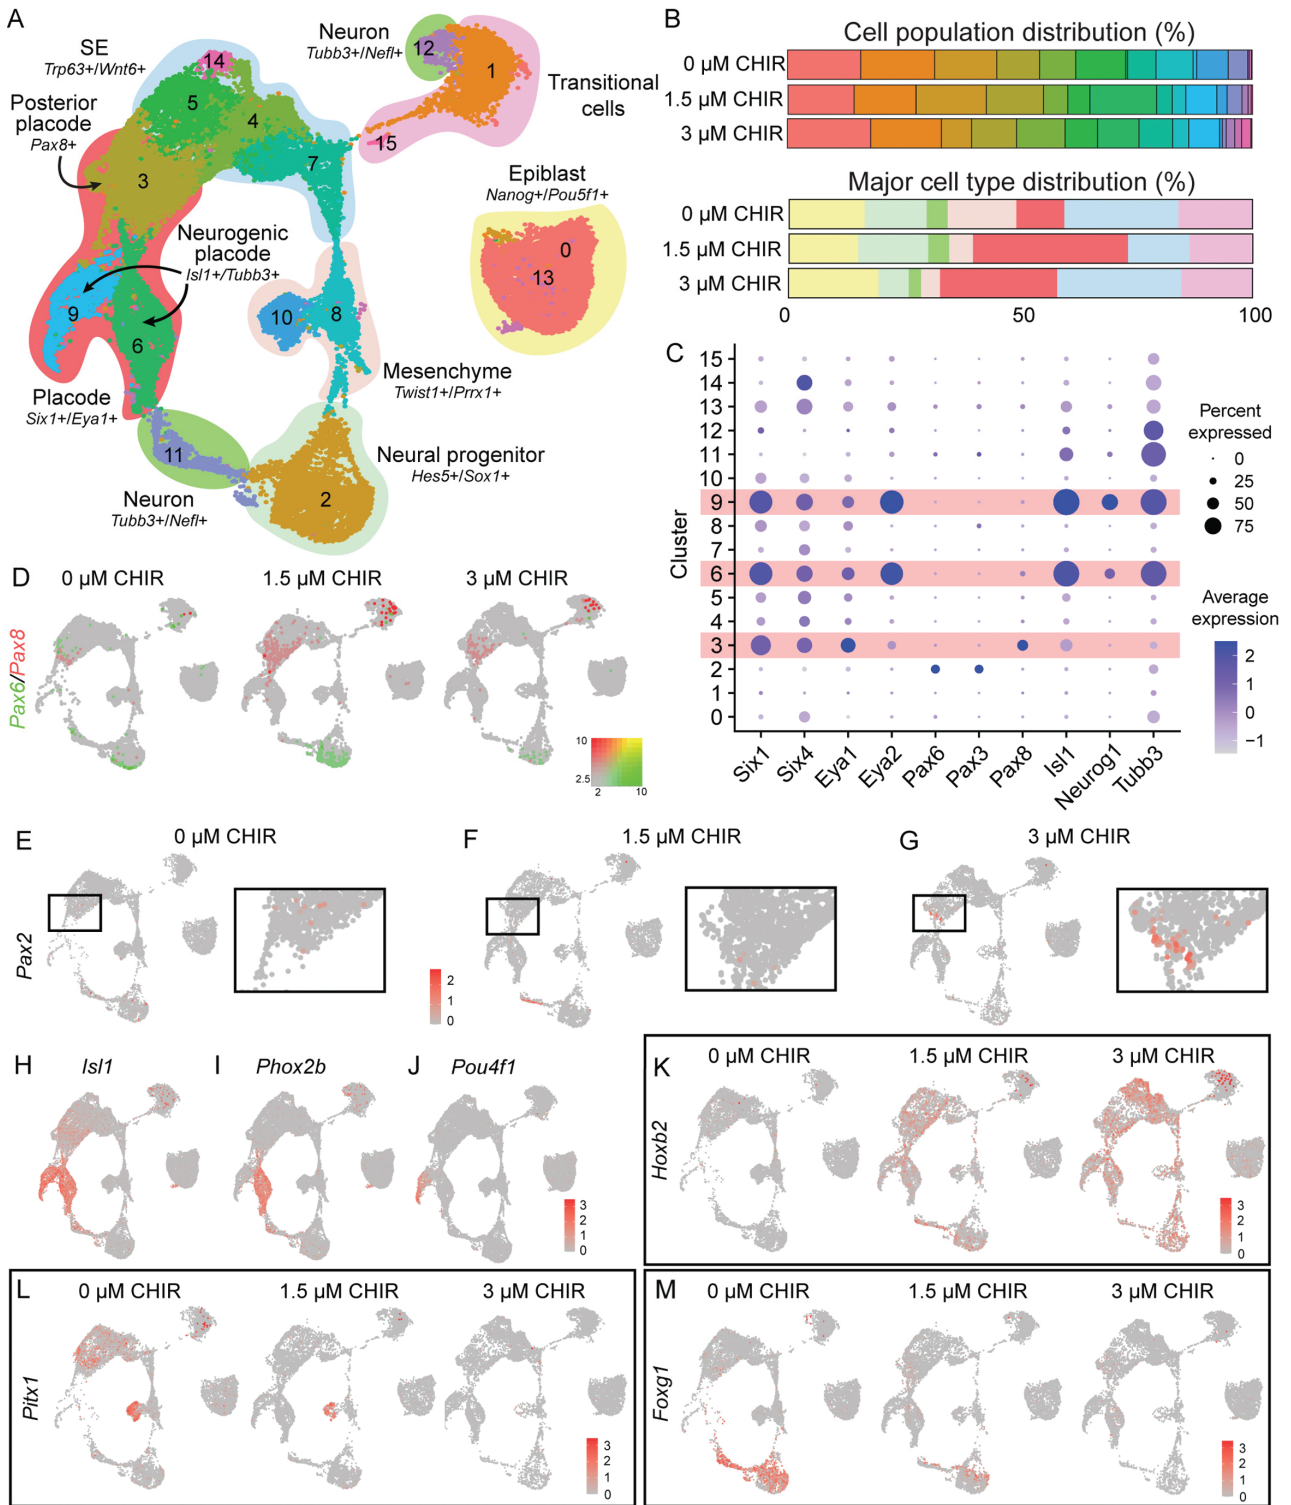 A
SE
Trp63+/Wnt6+
Posterior
placode
Pax8+
Neurogenic
placode
Isl1+/Tubb3+
Placode
Six1+/Eya1+
Neuron
Tubb3+/Nefl+
Neuron
Tubb3+/Nefl+
Transitional
cells
Epiblast
Nanog+/Pou5f1+
Mesenchyme
Twist1+/Prrx1+
Neural progenitor
Hes5+/Sox1+
14
5
4
3
7
12
1
15
0
13
9
6
10
8
11
2
B
Cell population distribution (%)
0 µM CHIR
1.5 µM CHIR
3 µM CHIR
Major cell type distribution (%)
0 µM CHIR
1.5 µM CHIR
3 µM CHIR
0 50 100
C
Cluster
15
14
13
12
11
10
9
8
7
6
5
4
3
2
1
0
Six1 Six4 Eya1 Eya2 Pax6 Pax3 Pax8 Isl1 Neurog1 Tubb3
Percent
expressed
0
25
50
75
Average
expression
2
1
0
−1
D
0 µM CHIR 1.5 µM CHIR 3 µM CHIR
Pax6/Pax8
10
2.5
2 10
E
0 µM CHIR
Pax2
2
1
0
F
1.5 µM CHIR
G
3 µM CHIR
H
Isl1
I
Phox2b
J
Pou4f1
3
2
1
0
K
0 µM CHIR 1.5 µM CHIR 3 µM CHIR
Hoxb2
3
2
1
0
L
0 µM CHIR 1.5 µM CHIR 3 µM CHIR
Pitx1
3
2
1
0
M
0 µM CHIR 1.5 µM CHIR 3 µM CHIR
Foxg1
3
2
1
0